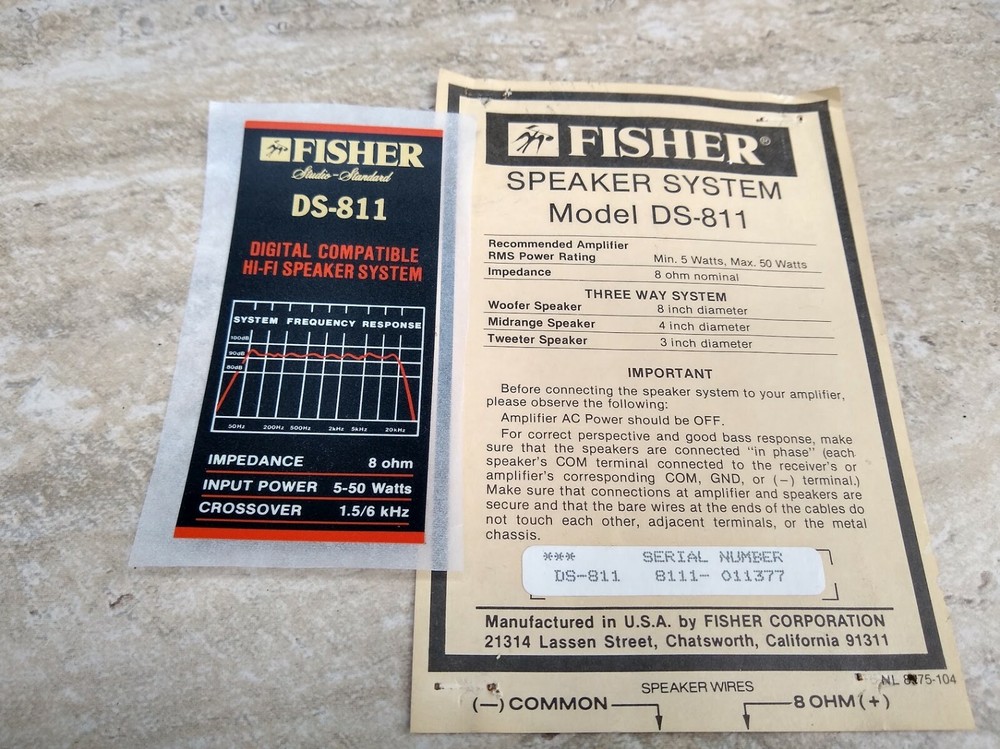 FISHER
Studio-Standard
DS-811
DIGITAL COMPATIBLE
HI-FI SPEAKER SYSTEM
SYSTEM FREQUENCY RESPONSE
100dB
90dB
80dB
50Hz 200Hz 500Hz 2kHz 5kHz 20kHz
IMPEDANCE 8 ohm
INPUT POWER 5-50 Watts
CROSSOVER 1.5/6 kHz
FISHER®
SPEAKER SYSTEM
Model DS-811
Recommended Amplifier
RMS Power Rating Min. 5 Watts, Max. 50 Watts
Impedance 8 ohm nominal
THREE WAY SYSTEM
Woofer Speaker 8 inch diameter
Midrange Speaker 4 inch diameter
Tweeter Speaker 3 inch diameter
IMPORTANT
Before connecting the speaker system to your amplifier,
please observe the following:
Amplifier AC Power should be OFF.
For correct perspective and good bass response, make
sure that the speakers are connected "in phase" (each
speaker's COM terminal connected to the receiver's or
amplifier's corresponding COM, GND, or (−) terminal.)
Make sure that connections at amplifier and speakers are
secure and that the bare wires at the ends of the cables do
not touch each other, adjacent terminals, or the metal
chassis.
*** SERIAL NUMBER
DS-811 8111- 011377
Manufactured in U.S.A. by FISHER CORPORATION
21314 Lassen Street, Chatsworth, California 91311
SPEAKER WIRES
(−) COMMON 8 OHM (+)